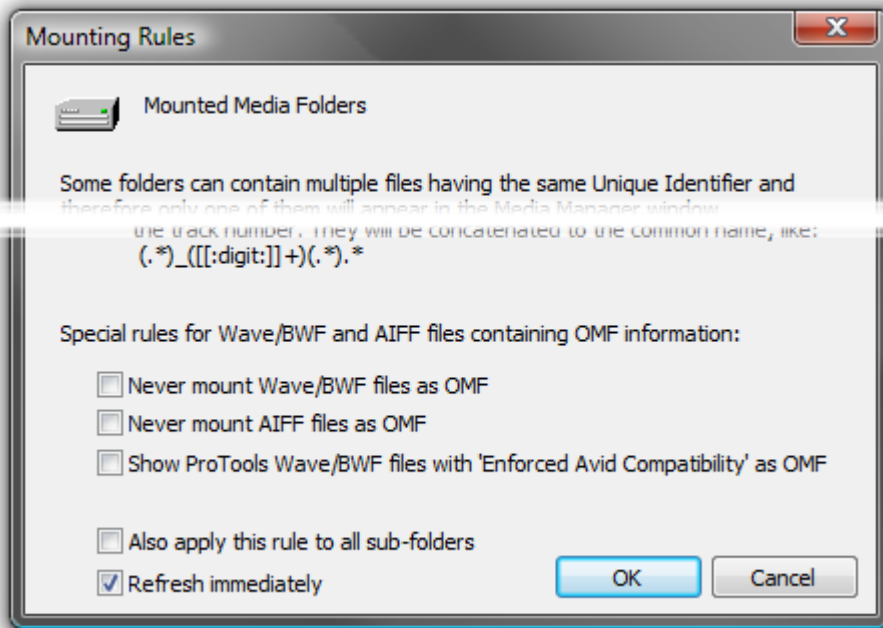 Mounting Rules
Mounted Media Folders
Some folders can contain multiple files having the same Unique Identifier and
therefore only one of them will appear in the Media Manager window
the track number. They will be concatenated to the common name, like:
(.*)_([[:digit:]]+)(.*).*
Special rules for Wave/BWF and AIFF files containing OMF information:
Never mount Wave/BWF files as OMF
Never mount AIFF files as OMF
Show ProTools Wave/BWF files with 'Enforced Avid Compatibility' as OMF
Also apply this rule to all sub-folders
Refresh immediately
OK
Cancel